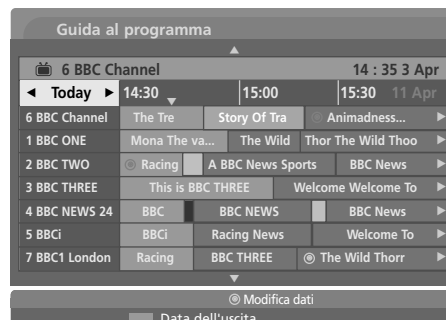 Guida al programma
6 BBC Channel 14 : 35 3 Apr
Today 14:30 15:00 15:30 11 Apr
6 BBC Channel The Tre Story Of Tra Animadness...
1 BBC ONE Mona The va... The Wild Thor The Wild Thoo
2 BBC TWO Racing A BBC News Sports BBC News
3 BBC THREE This is BBC THREE Welcome Welcome To
4 BBC NEWS 24 BBC BBC NEWS BBC News
5 BBCi BBCi Racing News Welcome To
7 BBC1 London Racing BBC THREE The Wild Thorr
Modifica dati
Data dell'uscita